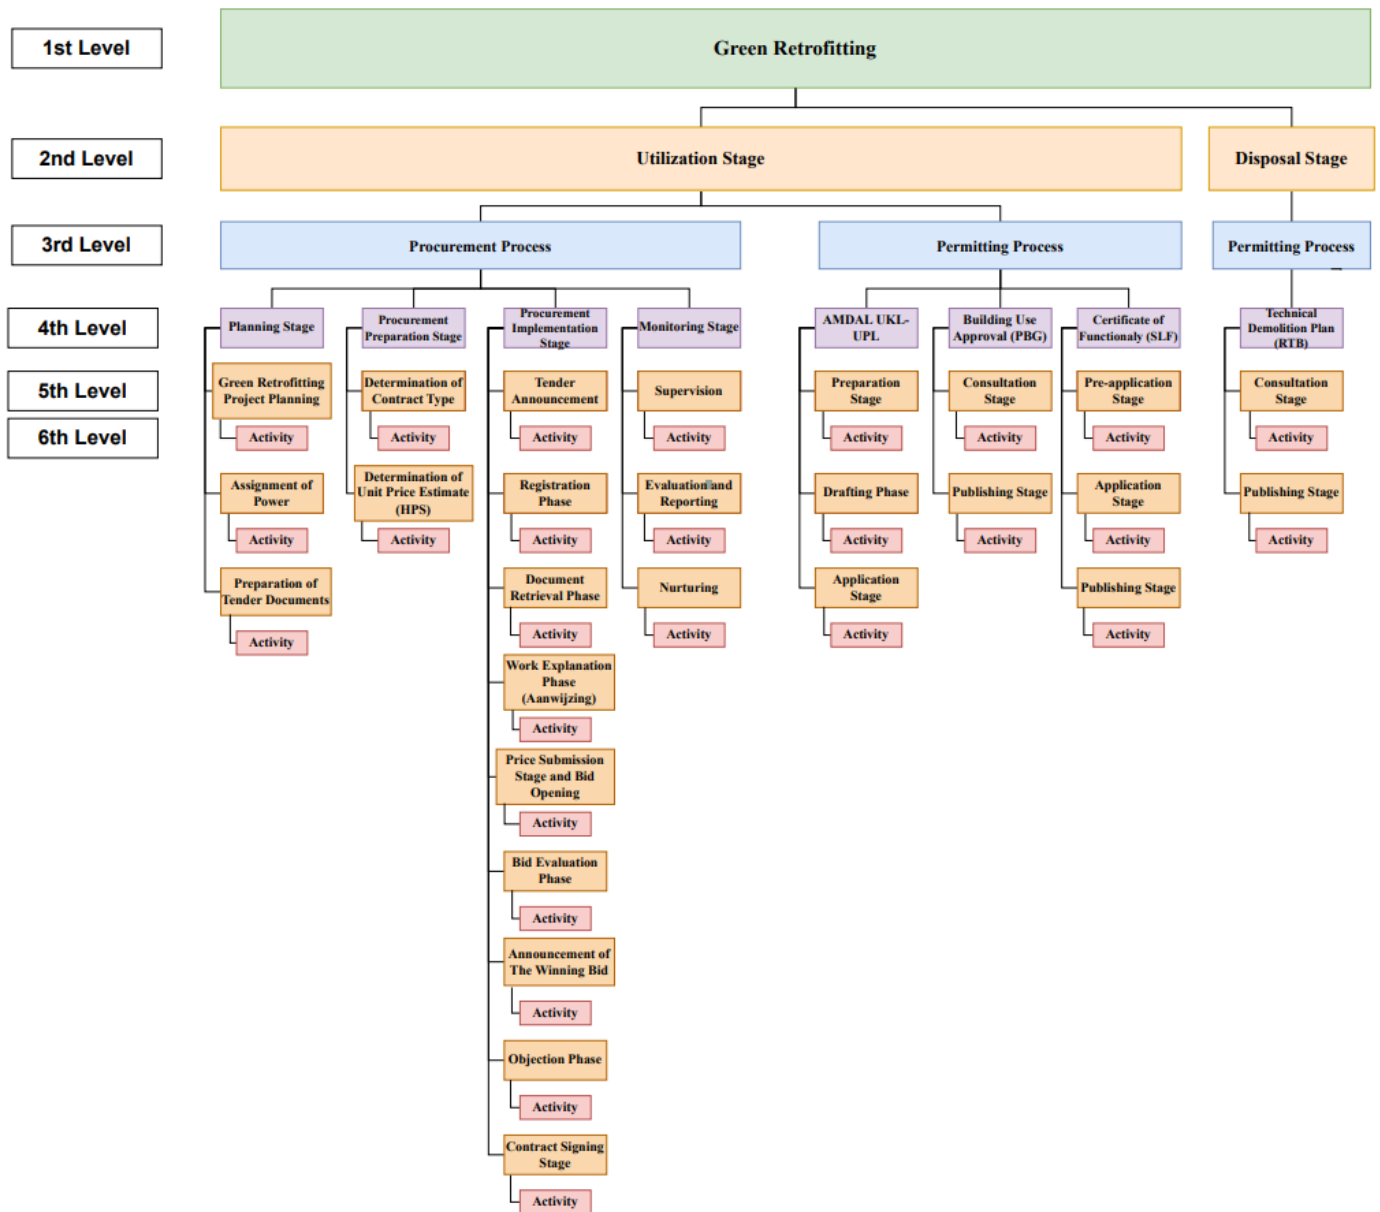 1st Level
Green Retrofitting
2nd Level
Utilization Stage
Disposal Stage
3rd Level
Procurement Process
Permitting Process
Permitting Process
4th Level
Planning Stage
Procurement
Preparation Stage
Procurement
Implementation
Stage
Monitoring Stage
AMDAL UKL-
UPL
Building Use
Approval (PBG)
Certificate of
Functionaly (SLF)
Technical
Demolition Plan
(RTB)
5th Level
6th Level
Green Retrofitting
Project Planning
Activity
Assignment of
Power
Activity
Preparation of
Tender Documents
Activity
Determination of
Contract Type
Activity
Determination of
Unit Price Estimate
(HPS)
Activity
Tender
Announcement
Activity
Registration
Phase
Activity
Document
Retrieval Phase
Activity
Work Explanation
Phase
(Aanwijzing)
Activity
Price Submission
Stage and Bid
Opening
Activity
Bid Evaluation
Phase
Activity
Announcement of
The Winning Bid
Activity
Objection Phase
Activity
Contract Signing
Stage
Activity
Supervision
Activity
Evaluation and
Reporting
Activity
Nurturing
Activity
Preparation
Stage
Activity
Drafting Phase
Activity
Application
Stage
Activity
Consultation
Stage
Activity
Publishing Stage
Activity
Pre-application
Stage
Activity
Application
Stage
Activity
Publishing Stage
Activity
Consultation
Stage
Activity
Publishing Stage
Activity